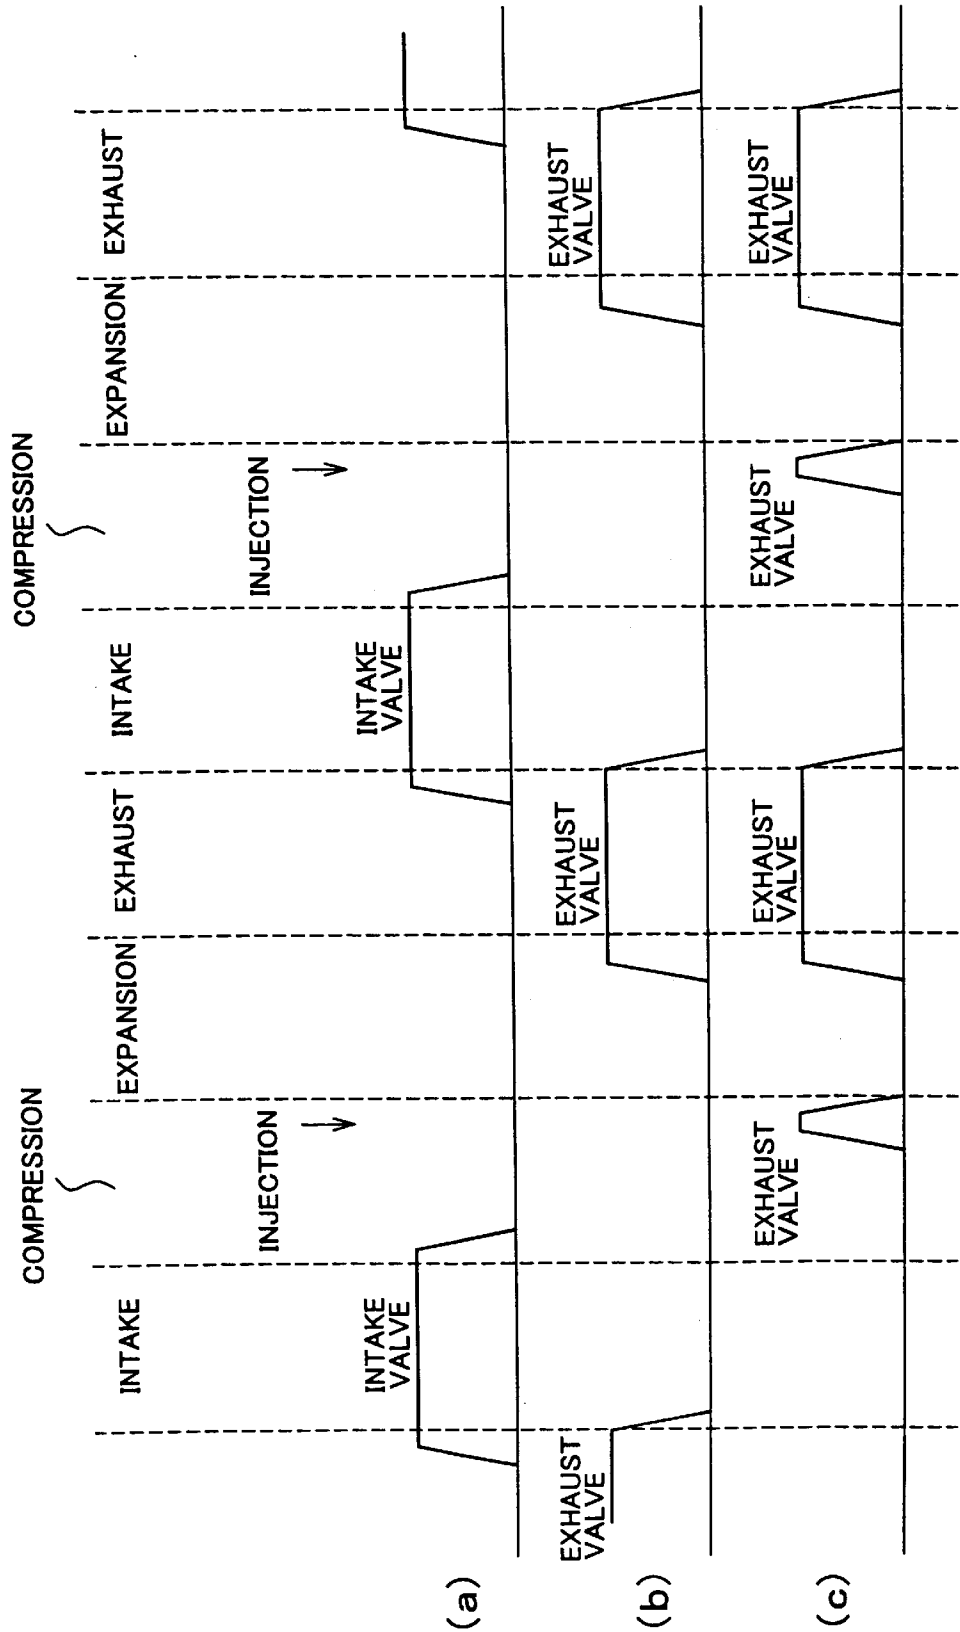 COMPRESSION
COMPRESSION
INTAKE
EXPANSION
EXHAUST
INTAKE
EXPANSION
EXHAUST
INJECTION
INJECTION
(a)
INTAKE
VALVE
INTAKE
VALVE
(b)
EXHAUST
VALVE
EXHAUST
VALVE
EXHAUST
VALVE
(c)
EXHAUST
VALVE
EXHAUST
VALVE
EXHAUST
VALVE
EXHAUST
VALVE